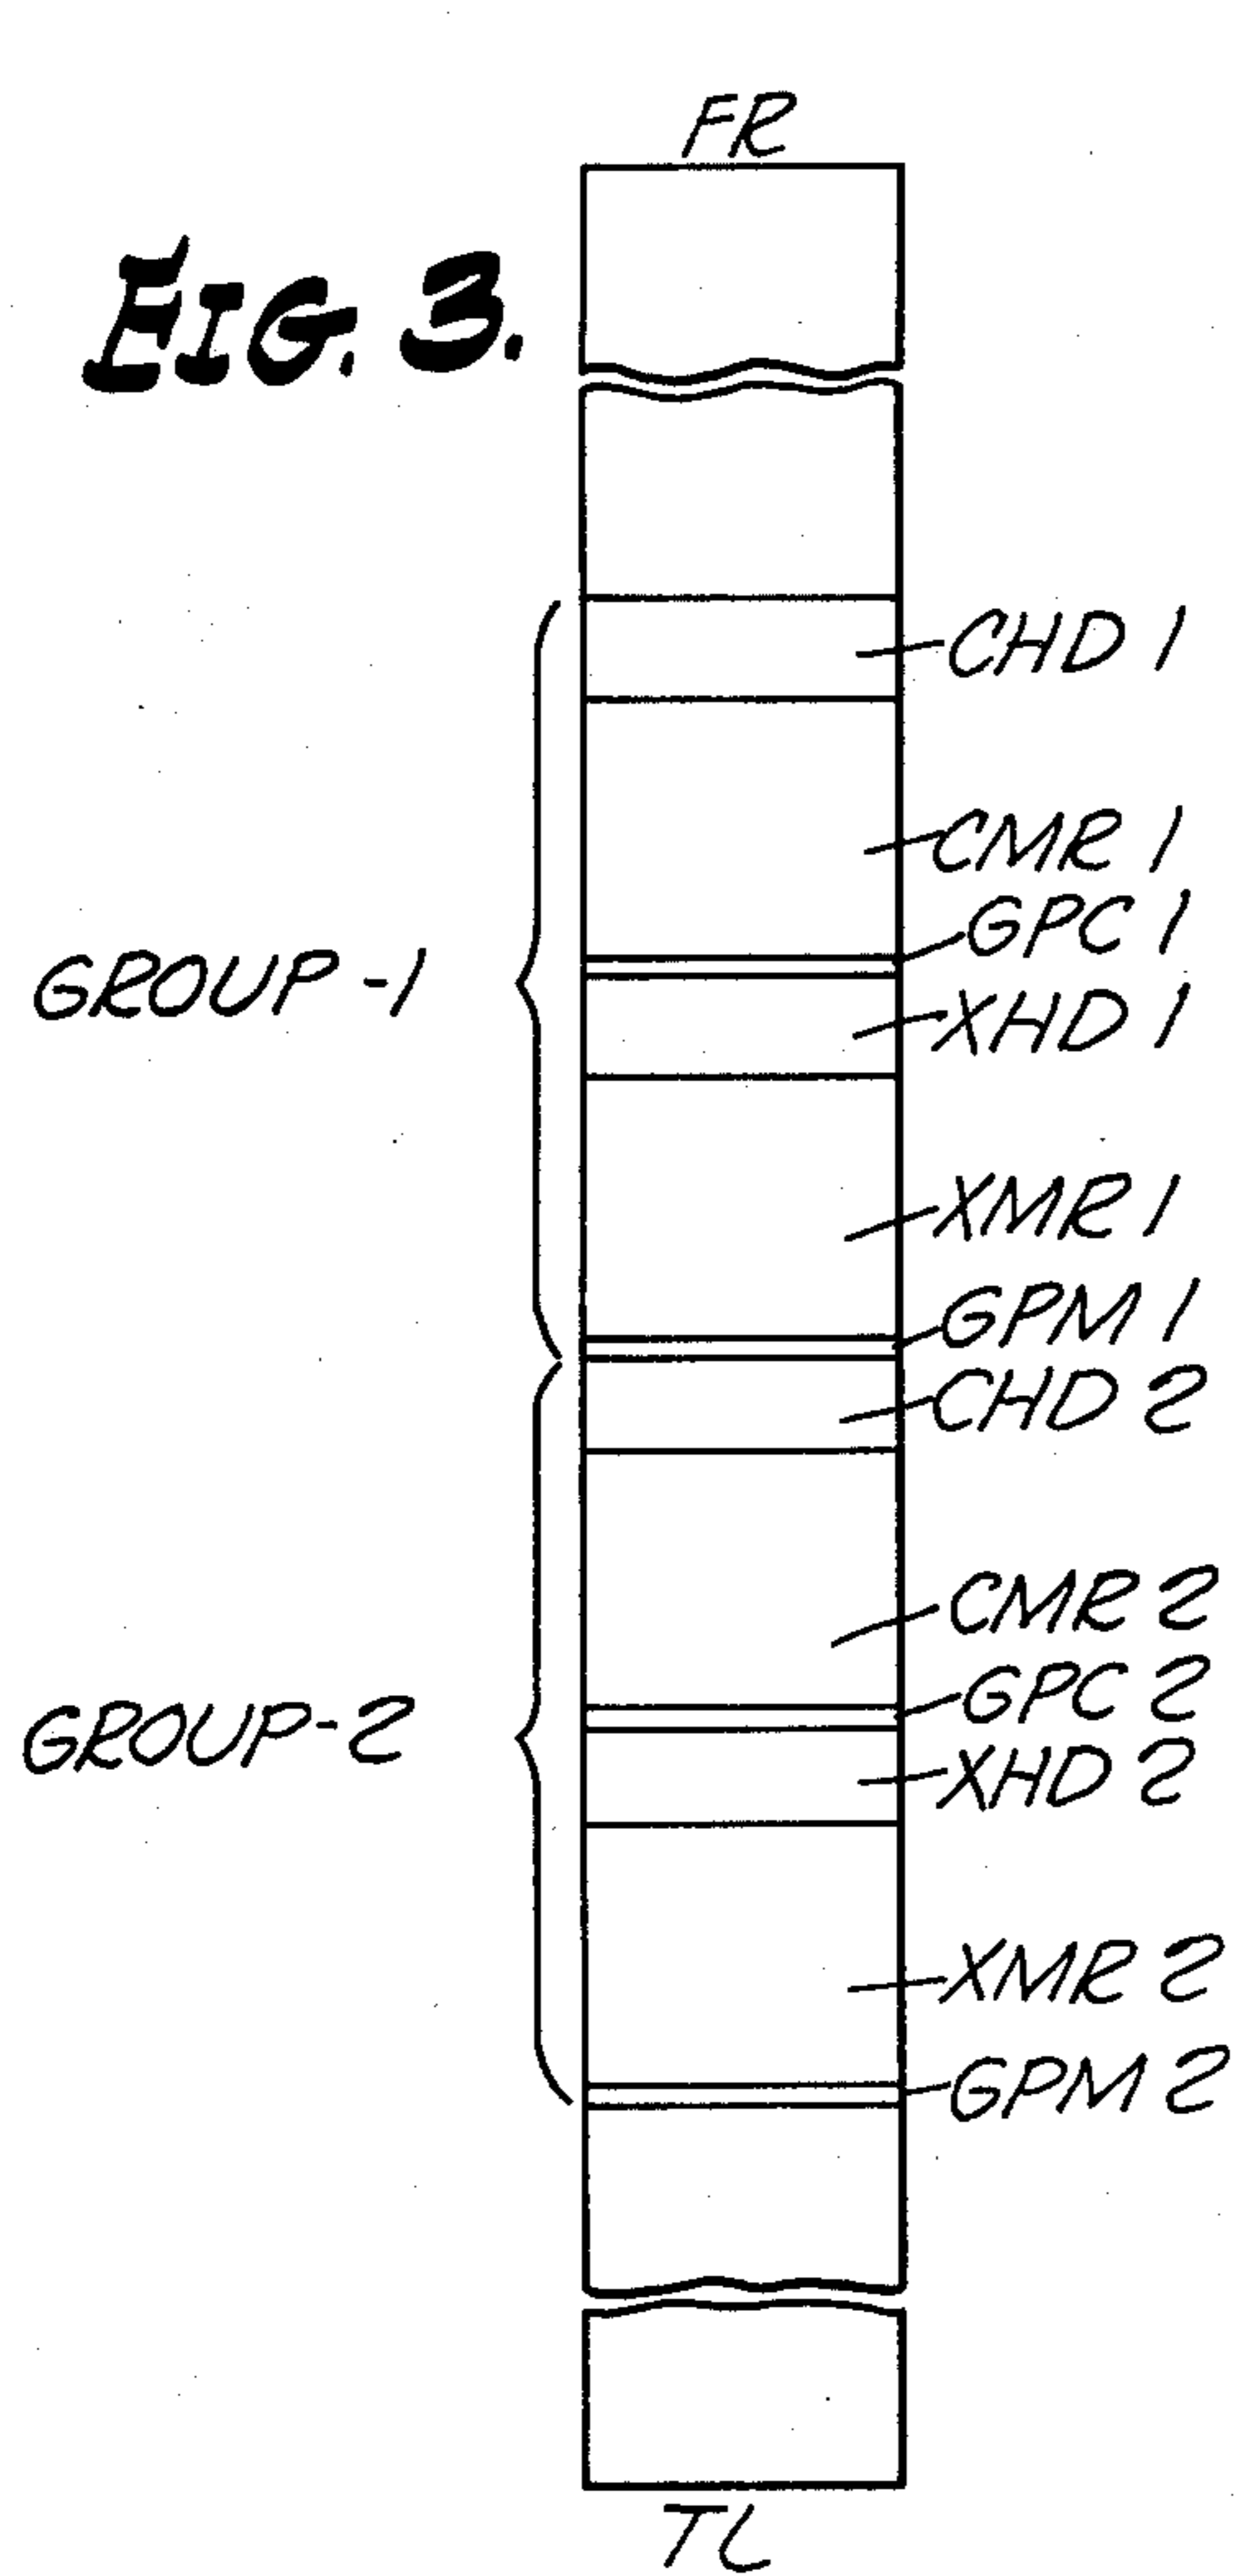 FR
FIG. 3.
CHD 1
CMR 1
GPC 1
GROUP-1
XHD 1
XMR 1
GPM 1
CHD 2
CMR 2
GPC 2
GROUP-2
XHD 2
XMR 2
GPM 2
TL